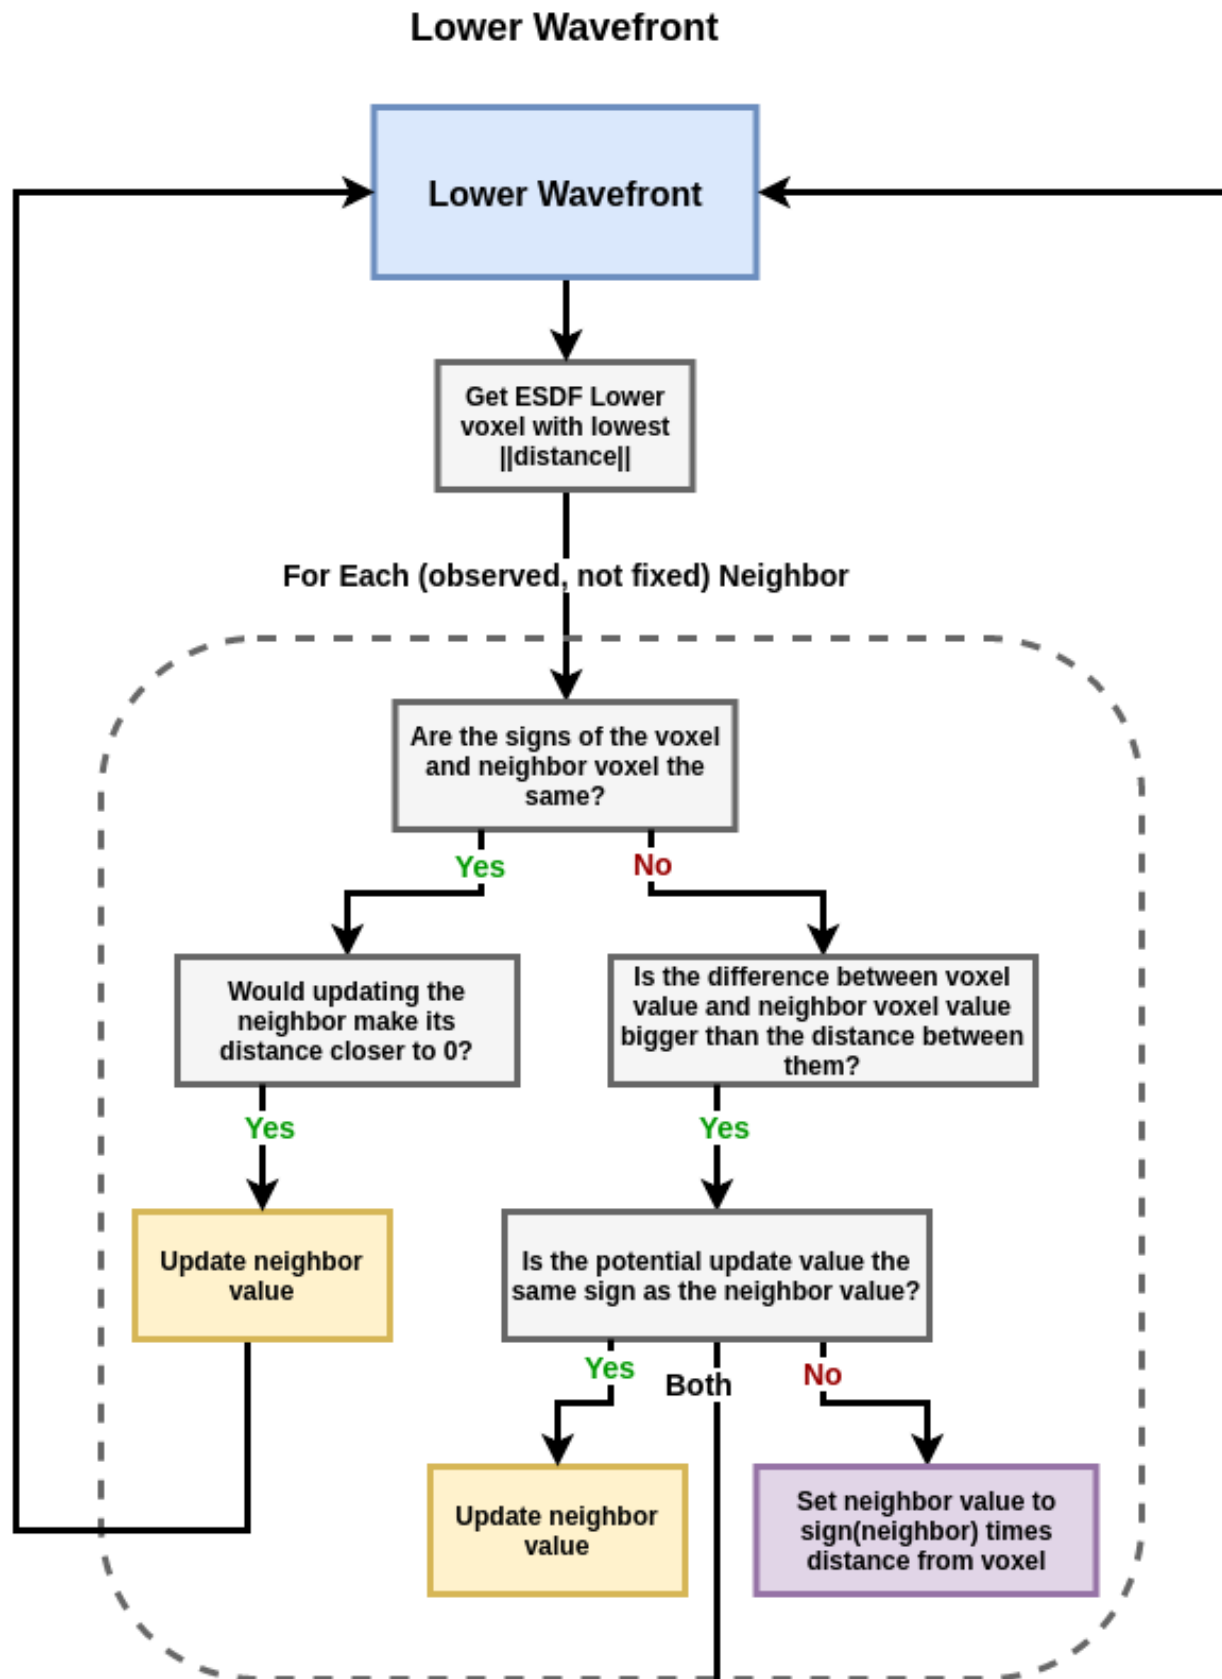 Lower Wavefront
Lower Wavefront
Get ESDF Lower
voxel with lowest
||distance||
For Each (observed, not fixed) Neighbor
Are the signs of the voxel
and neighbor voxel the
same?
Yes
No
Would updating the
neighbor make its
distance closer to 0?
Is the difference between voxel
value and neighbor voxel value
bigger than the distance between
them?
Yes
Yes
Update neighbor
value
Is the potential update value the
same sign as the neighbor value?
Yes
Both
No
Update neighbor
value
Set neighbor value to
sign(neighbor) times
distance from voxel